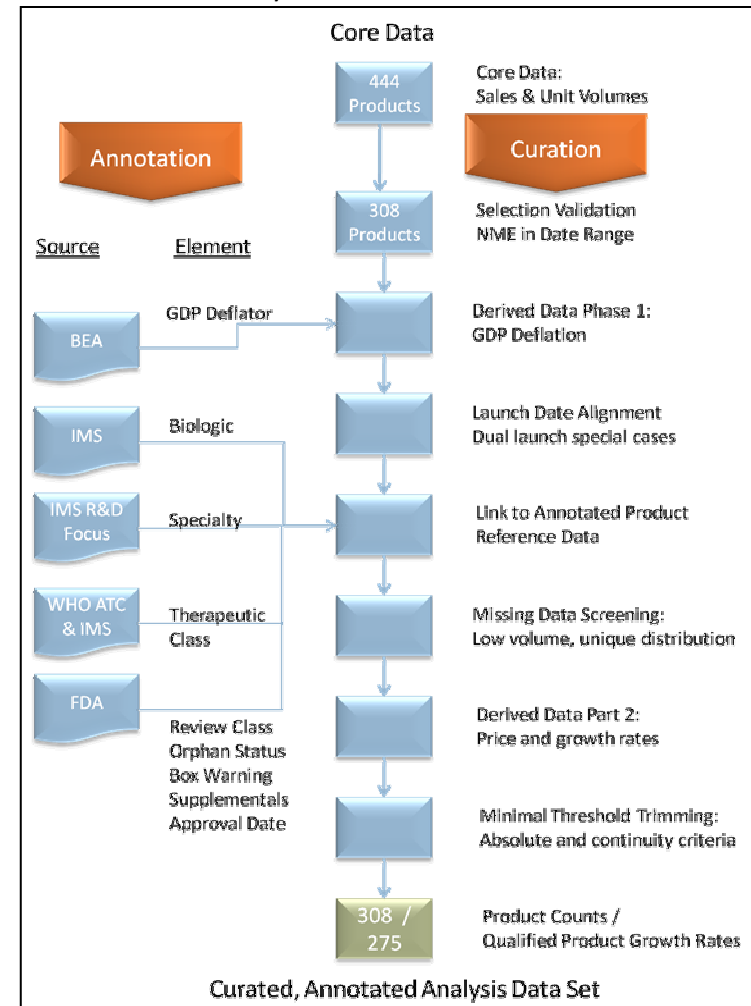 Core Data
444
Products
Core Data:
Sales & Unit Volumes
Annotation
Curation
308
Products
Selection Validation
NME in Date Range
Source
Element
GDP Deflator
BEA
Derived Data Phase 1:
GDP Deflation
IMS
Biologic
Launch Date Alignment
Dual launch special cases
IMS R&D
Focus
Specialty
Link to Annotated Product
Reference Data
WHO ATC
& IMS
Therapeutic
Class
Missing Data Screening:
Low volume, unique distribution
FDA
Review Class
Orphan Status
Box Warning
Supplementals
Approval Date
Derived Data Part 2:
Price and growth rates
Minimal Threshold Trimming:
Absolute and continuity criteria
308 /
275
Product Counts /
Qualified Product Growth Rates
Curated, Annotated Analysis Data Set